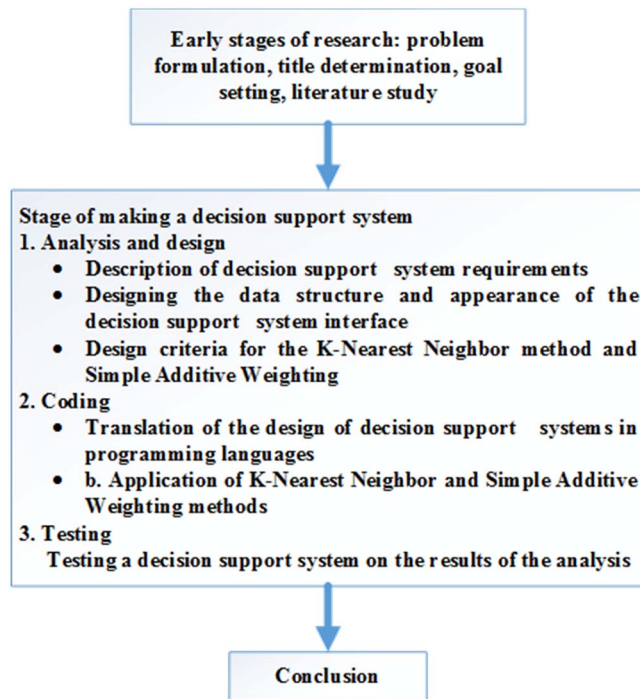 Early stages of research: problem
formulation, title determination, goal
setting, literature study
Stage of making a decision support system
1. Analysis and design
• Description of decision support system requirements
• Designing the data structure and appearance of the
decision support system interface
• Design criteria for the K-Nearest Neighbor method and
Simple Additive Weighting
2. Coding
• Translation of the design of decision support systems in
programming languages
• b. Application of K-Nearest Neighbor and Simple Additive
Weighting methods
3. Testing
Testing a decision support system on the results of the analysis
Conclusion